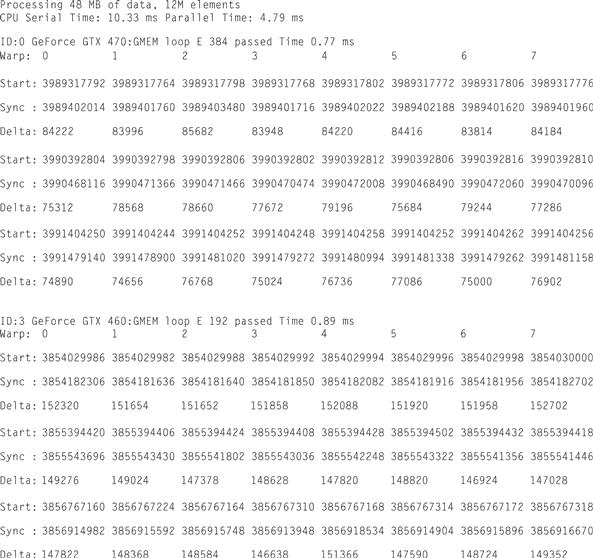 Processing 48 MB of data, 12M elements
CPU Serial Time: 10.33 ms Parallel Time: 4.79 ms
ID:0 GeForce GTX 470:GMEM loop E 384 passed Time 0.77 ms
Warp: 0 1 2 3 4 5 6 7
Start: 3989317792 3989317764 3989317798 3989317768 3989317802 3989317772 3989317806 3989317776
Sync : 3989402014 3989401760 3989403480 3989401716 3989402022 3989402188 3989401620 3989401960
Delta: 84222 83996 85682 83948 84220 84416 83814 84184
Start: 3990392804 3990392798 3990392806 3990392802 3990392812 3990392806 3990392816 3990392810
Sync : 3990468116 3990471366 3990471466 3990470474 3990472008 3990468490 3990472060 3990470096
Delta: 75312 78568 78660 77672 79196 75684 79244 77286
Start: 3991404250 3991404244 3991404252 3991404248 3991404258 3991404252 3991404262 3991404256
Sync : 3991479140 3991478900 3991481020 3991479272 3991480994 3991481338 3991479262 3991481158
Delta: 74890 74656 76768 75024 76736 77086 75000 76902
ID:3 GeForce GTX 460:GMEM loop E 192 passed Time 0.89 ms
Warp: 0 1 2 3 4 5 6 7
Start: 3854029986 3854029982 3854029988 3854029992 3854029994 3854029996 3854029998 3854030000
Sync : 3854182306 3854181636 3854181640 3854181850 3854182082 3854181916 3854181956 3854182702
Delta: 152320 151654 151652 151858 152088 151920 151958 152702
Start: 3855394420 3855394406 3855394424 3855394408 3855394428 3855394502 3855394432 3855394418
Sync : 3855543696 3855543430 3855541802 3855543036 3855542248 3855543322 3855541356 3855541446
Delta: 149276 149024 147378 148628 147820 148820 146924 147028
Start: 3856767160 3856767224 3856767164 3856767310 3856767168 3856767314 3856767172 3856767318
Sync : 3856914982 3856915592 3856915748 3856913948 3856918534 3856914904 3856915896 3856916670
Delta: 147822 148368 148584 146638 151366 147590 148724 149352